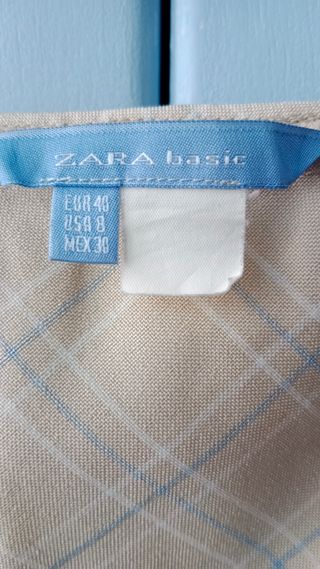 ZARA basic
EUR 40
USA 8
MEX 30